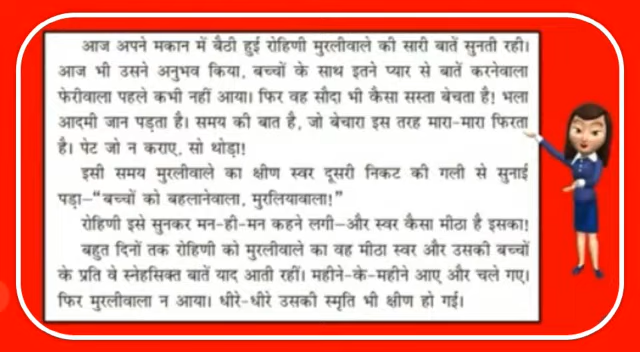 आज अपने मकान में बैठी हुई रोहिणी मुरलीवाले की सारी बातें सुनती रही।
आज भी उसने अनुभव किया, बच्चों के साथ इतने प्यार से बातें करनेवाला
फेरीवाला पहले कभी नहीं आया। फिर वह सौदा भी कैसा सस्ता बेचता है! भला
आदमी जान पड़ता है। समय की बात है, जो बेचारा इस तरह मारा-मारा फिरता
है। पेट जो न कराए, सो थोड़ा!
इसी समय मुरलीवाले का क्षीण स्वर दूसरी निकट की गली से सुनाई
पड़ा–“बच्चों को बहलानेवाला, मुरलियावाला!”
रोहिणी इसे सुनकर मन-ही-मन कहने लगी–और स्वर कैसा मीठा है इसका!
बहुत दिनों तक रोहिणी को मुरलीवाले का वह मीठा स्वर और उसकी बच्चों
के प्रति वे स्नेहसिक्त बातें याद आती रहीं। महीने-के-महीने आए और चले गए।
फिर मुरलीवाला न आया। धीरे-धीरे उसकी स्मृति भी क्षीण हो गई।